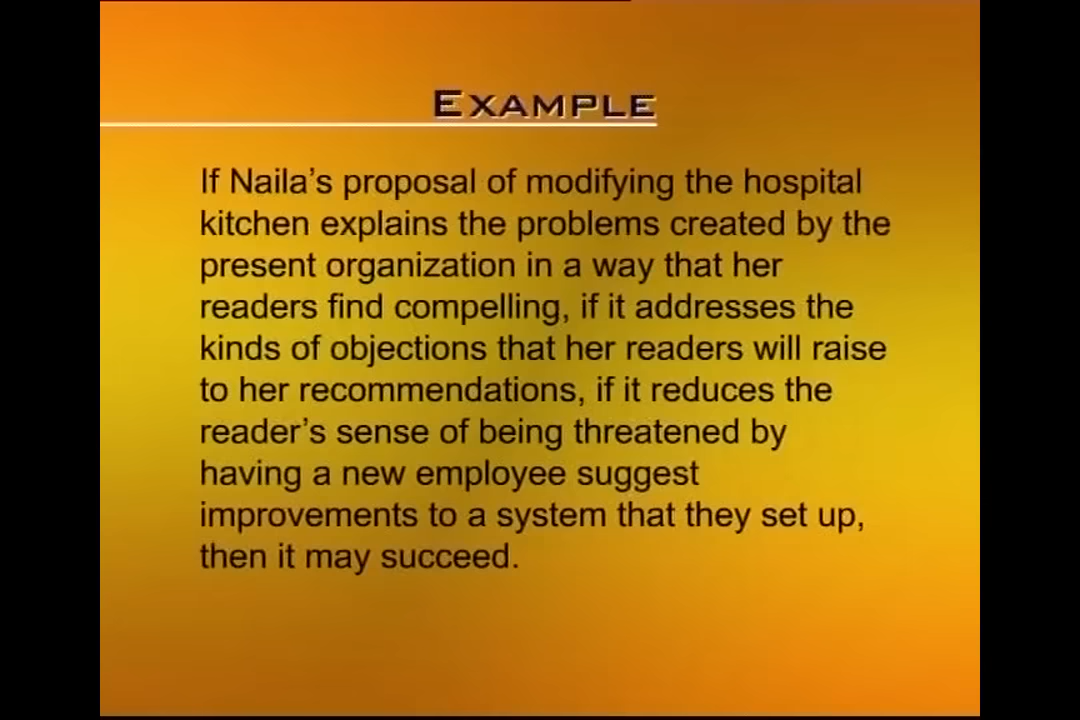 EXAMPLE
If Naila’s proposal of modifying the hospital
kitchen explains the problems created by the
present organization in a way that her
readers find compelling, if it addresses the
kinds of objections that her readers will raise
to her recommendations, if it reduces the
reader’s sense of being threatened by
having a new employee suggest
improvements to a system that they set up,
then it may succeed.